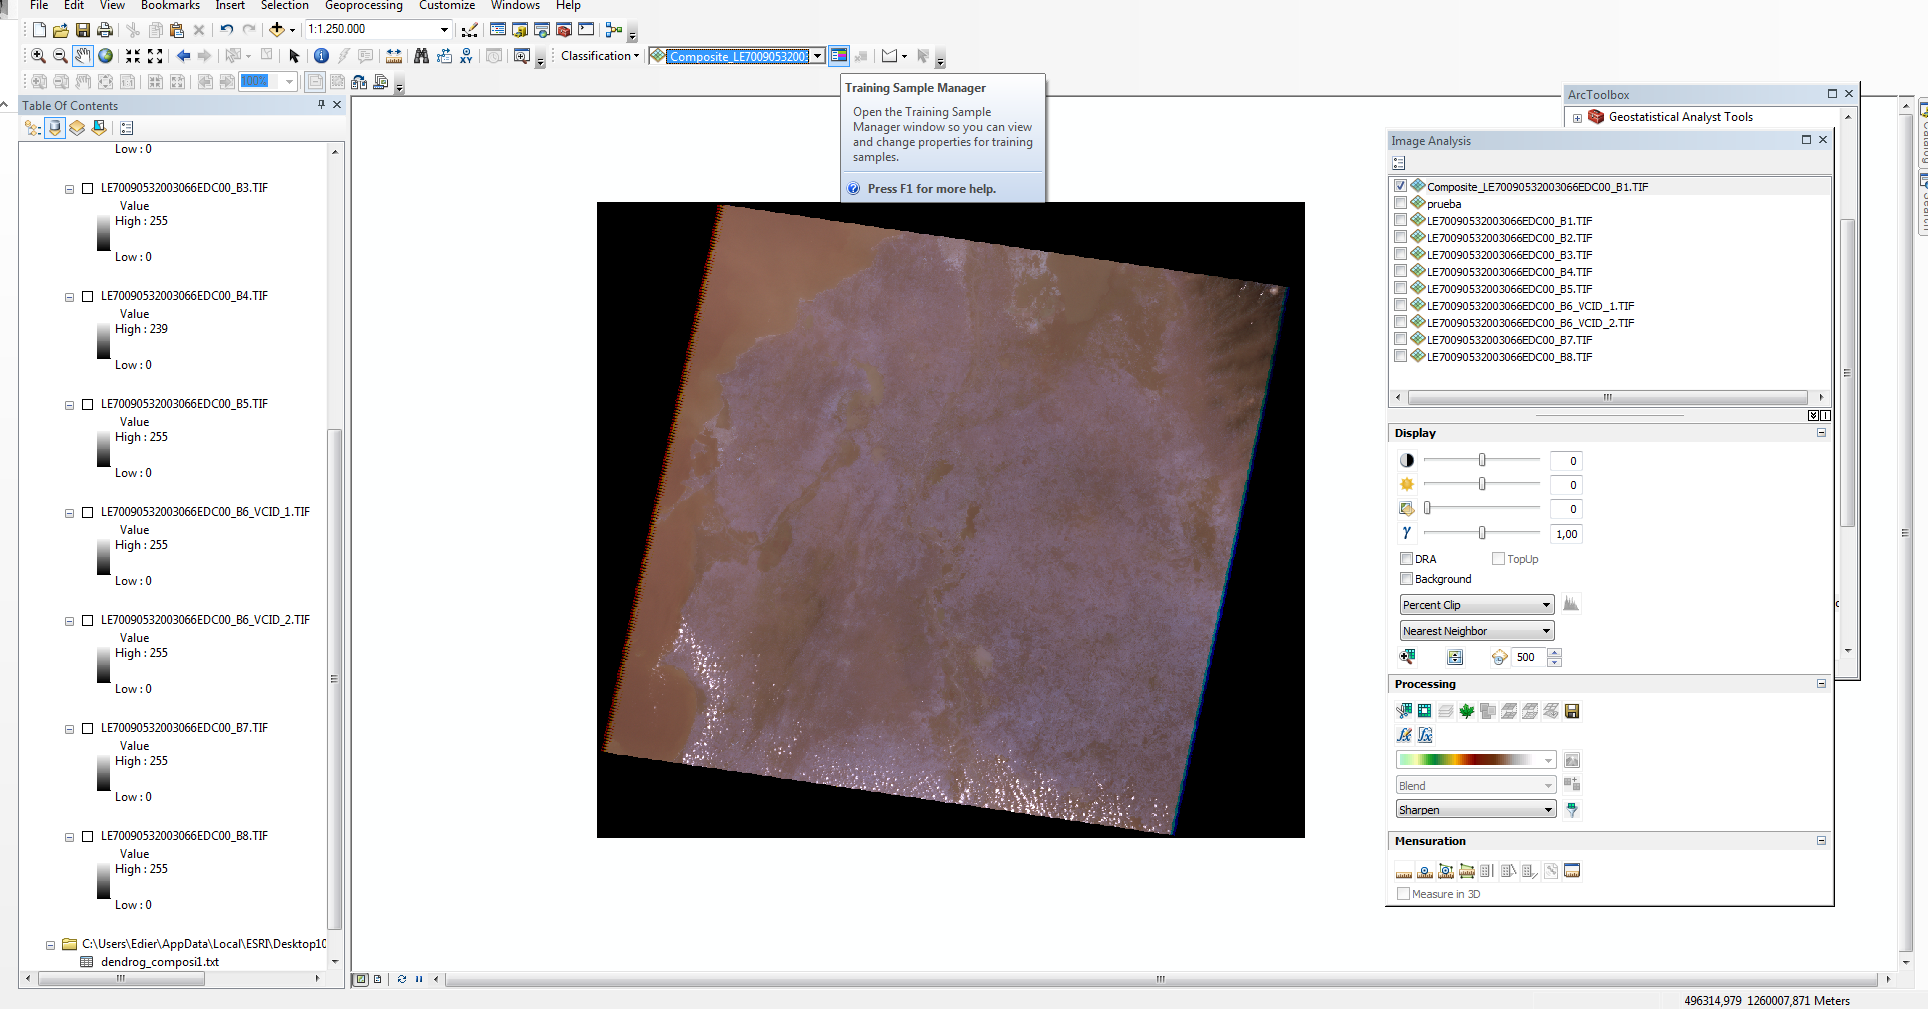 File Edit View Bookmarks Insert Selection Geoprocessing Customize Windows Help
1:1.250.000
Classification Composite_LE70090532003
100%
Table Of Contents
Low : 0
LE70090532003066EDC00_B3.TIF
Value
High : 255
Low : 0
LE70090532003066EDC00_B4.TIF
Value
High : 239
Low : 0
LE70090532003066EDC00_B5.TIF
Value
High : 255
Low : 0
LE70090532003066EDC00_B6_VCID_1.TIF
Value
High : 255
Low : 0
LE70090532003066EDC00_B6_VCID_2.TIF
Value
High : 255
Low : 0
LE70090532003066EDC00_B7.TIF
Value
High : 255
Low : 0
LE70090532003066EDC00_B8.TIF
Value
High : 255
Low : 0
C:\Users\Edier\AppData\Local\ESRI\Desktop10
dendrog_composi1.txt
Training Sample Manager
Open the Training Sample
Manager window so you can view
and change properties for training
samples.
Press F1 for more help.
ArcToolbox
Geostatistical Analyst Tools
Image Analysis
Composite_LE70090532003066EDC00_B1.TIF
prueba
LE70090532003066EDC00_B1.TIF
LE70090532003066EDC00_B2.TIF
LE70090532003066EDC00_B3.TIF
LE70090532003066EDC00_B4.TIF
LE70090532003066EDC00_B5.TIF
LE70090532003066EDC00_B6_VCID_1.TIF
LE70090532003066EDC00_B6_VCID_2.TIF
LE70090532003066EDC00_B7.TIF
LE70090532003066EDC00_B8.TIF
Display
0
0
0
γ 1,00
DRA TopUp
Background
Percent Clip
Nearest Neighbor
500
Processing
Blend
Sharpen
Mensuration
Measure in 3D
496314,979 1260007,871 Meters